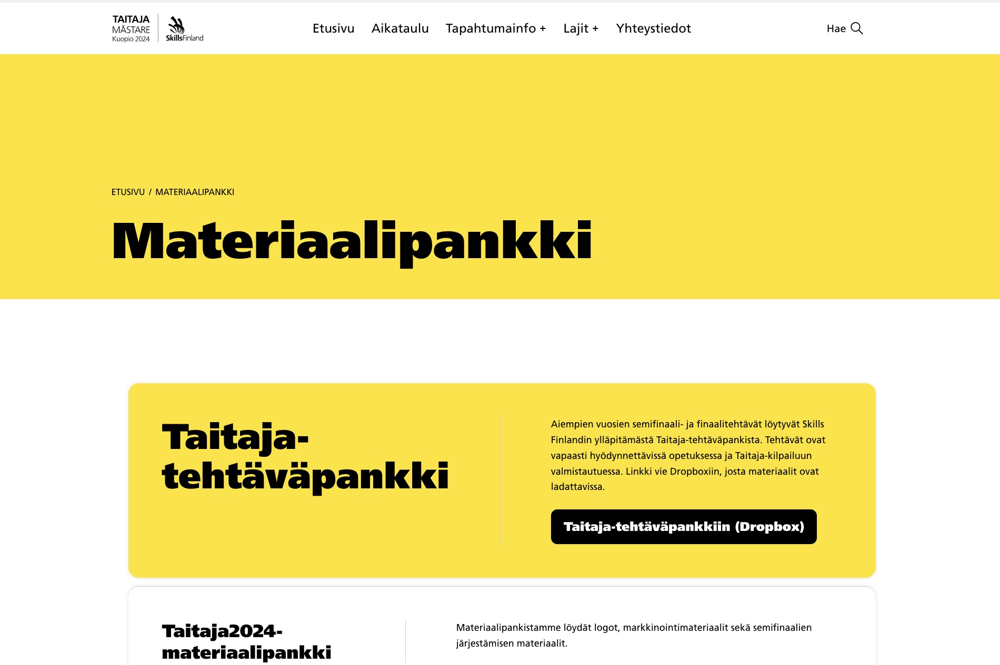 TAITAJA
MÄSTARE
Kuopio 2024
SkillsFinland
Etusivu Aikataulu Tapahtumainfo + Lajit + Yhteystiedot
Hae
ETUSIVU / MATERIAALIPANKKI
Materiaalipankki
Taitaja-
tehtäväpankki
Aiempien vuosien semifinaali- ja finaalitehtävät löytyvät Skills
Finlandin ylläpitämästä Taitaja-tehtäväpankista. Tehtävät ovat
vapaasti hyödynnettävissä opetuksessa ja Taitaja-kilpailuun
valmistautuessa. Linkki vie Dropboxiin, josta materiaalit ovat
ladattavissa.
Taitaja-tehtäväpankkiin (Dropbox)
Taitaja2024-
materiaalipankki
Materiaalipankistamme löydät logot, markkinointimateriaalit sekä semifinaalien
järjestämisen materiaalit.